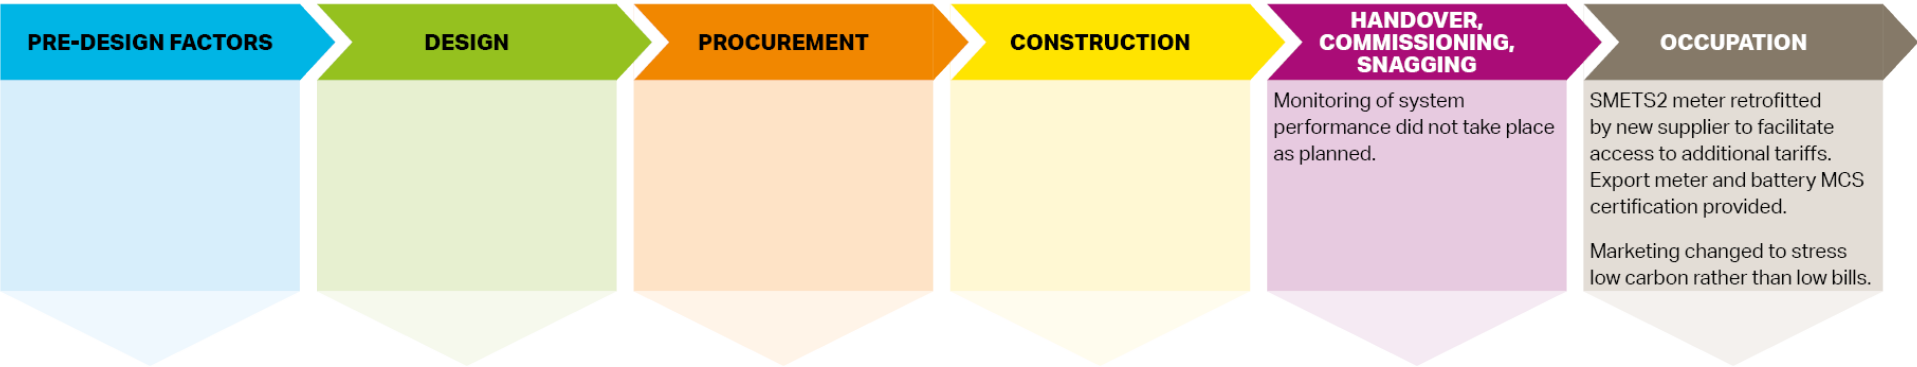 PRE-DESIGN FACTORS
DESIGN
PROCUREMENT
CONSTRUCTION
HANDOVER,
COMMISSIONING,
SNAGGING
OCCUPATION
Monitoring of system
performance did not take place
as planned.
SMETS2 meter retrofitted
by new supplier to facilitate
access to additional tariffs.
Export meter and battery MCS
certification provided.
Marketing changed to stress
low carbon rather than low bills.